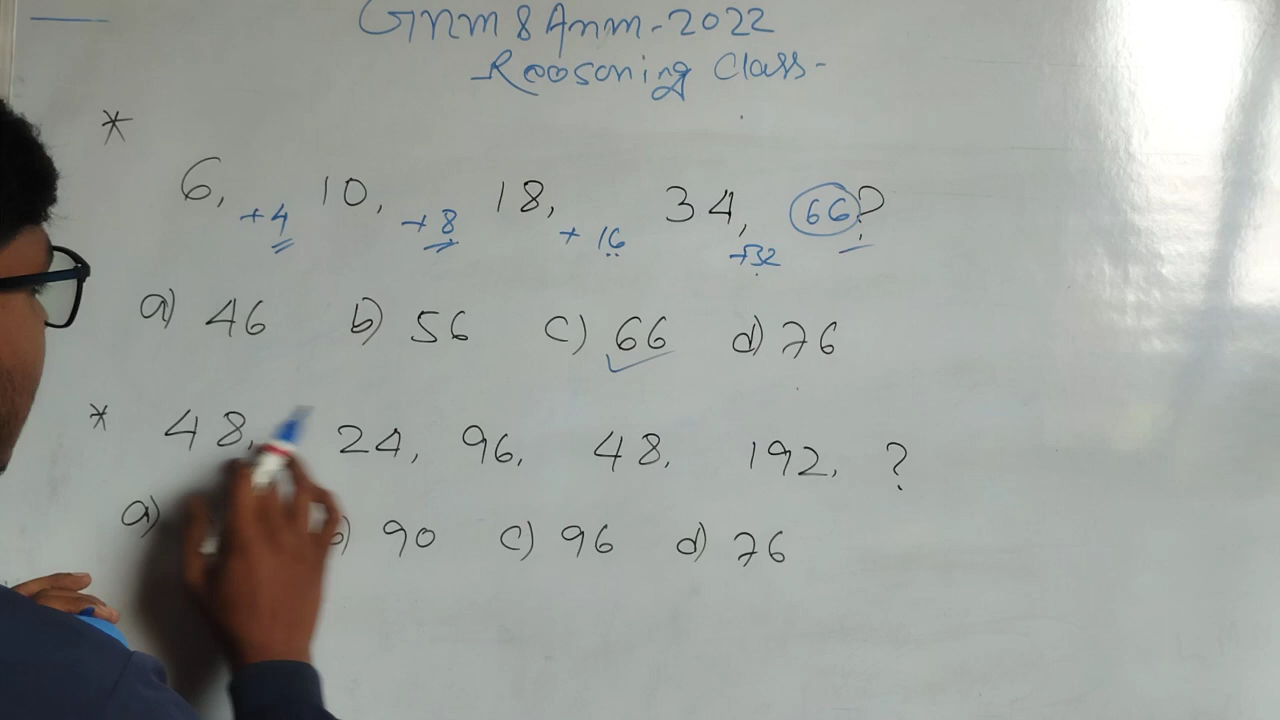 GNM & Anm - 2022
Reasoning Class -
* 6, 10, 18, 34, 66?
+4 +8 +16 +32
a) 46 b) 56 c) 66 d) 76
* 48, 24, 96, 48, 192, ?
a) b) 90 c) 96 d) 76